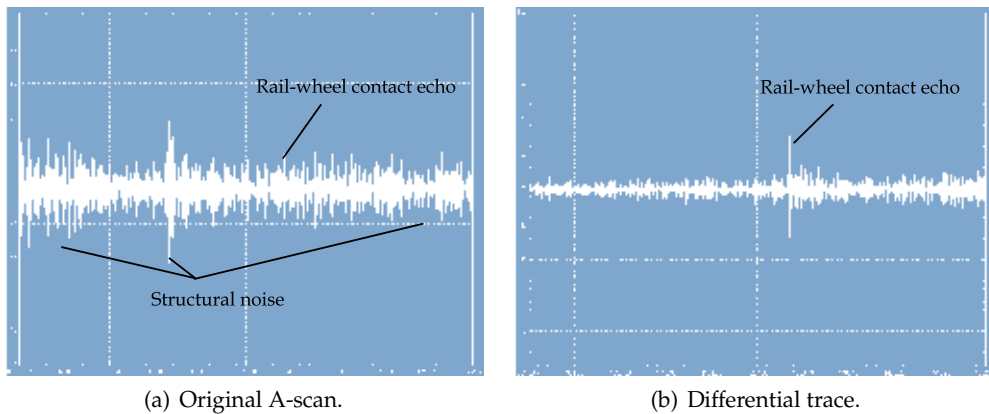 Rail-wheel contact echo
Structural noise
(a) Original A-scan.
Rail-wheel contact echo
(b) Differential trace.